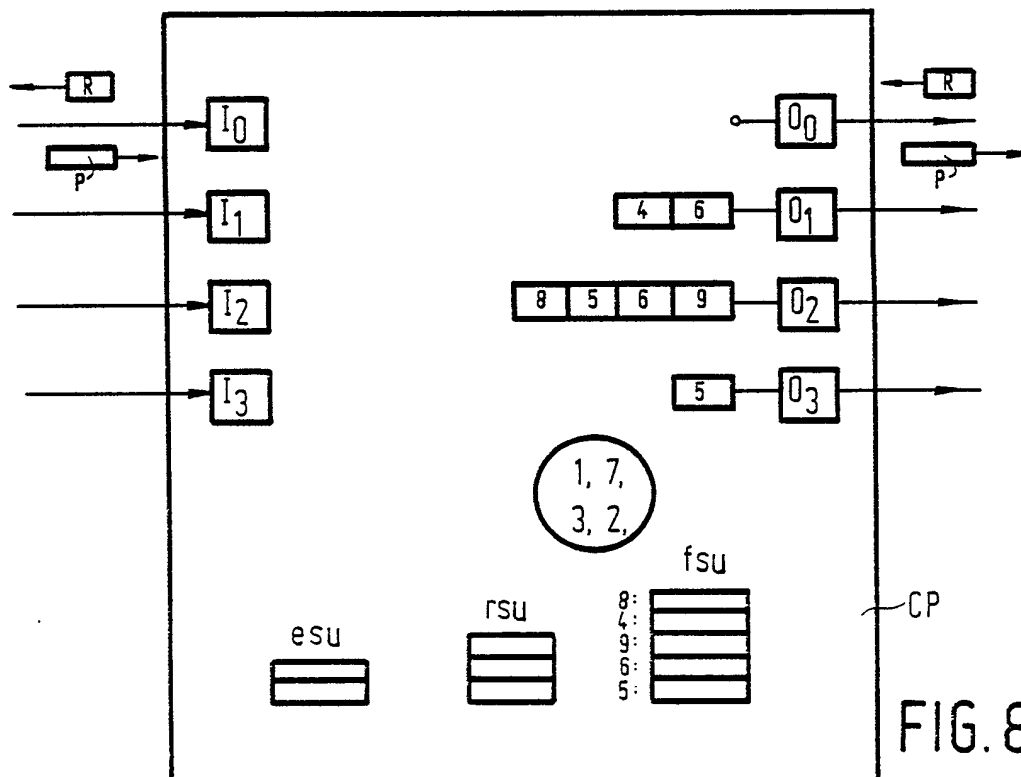 R
I0
P
I1
I2
I3
R
O0
P
4 6 O1
8 5 6 9 O2
5 O3
1, 7,
3, 2,
esu
rsu
fsu
8:
4:
9:
6:
5:
CP
FIG. 8